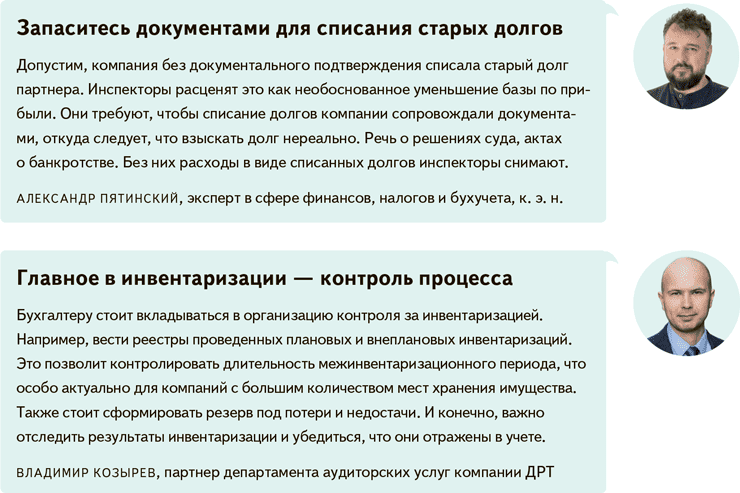 Запаситесь документами для списания старых долгов
Допустим, компания без документального подтверждения списала старый долг
партнера. Инспекторы расценят это как необоснованное уменьшение базы по при-
были. Они требуют, чтобы списание долгов компании сопровождали документа-
ми, откуда следует, что взыскать долг нереально. Речь о решениях суда, актах
о банкротстве. Без них расходы в виде списанных долгов инспекторы снимают.
АЛЕКСАНДР ПЯТИНСКИЙ, эксперт в сфере финансов, налогов и бухучета, к. э. н.
Главное в инвентаризации — контроль процесса
Бухгалтеру стоит вкладываться в организацию контроля за инвентаризацией.
Например, вести реестры проведенных плановых и внеплановых инвентаризаций.
Это позволит контролировать длительность межинвентаризационного периода, что
особо актуально для компаний с большим количеством мест хранения имущества.
Также стоит сформировать резерв под потери и недостачи. И конечно, важно
отследить результаты инвентаризации и убедиться, что они отражены в учете.
ВЛАДИМИР КОЗЫРЕВ, партнер департамента аудиторских услуг компании ДРТ